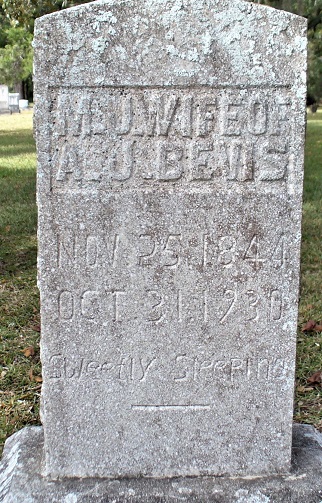 M.J. WIFE OF
A.J. BEVIS
NOV. 25, 1844
OCT. 31, 1930
Sweetly Sleeping